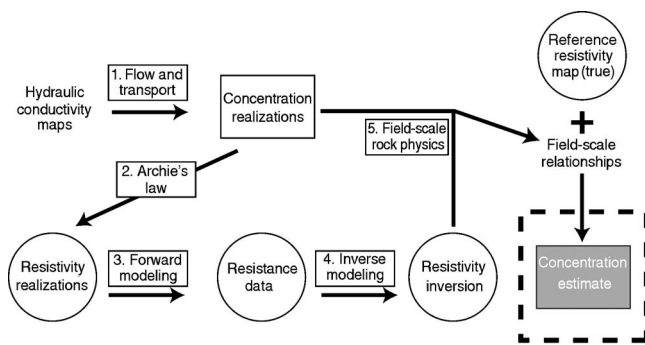 Hydraulic
conductivity
maps
1. Flow and
transport
Concentration
realizations
Reference
resistivity
map (true)
+
5. Field-scale
rock physics
Field-scale
relationships
2. Archie's
law
Resistivity
realizations
3. Forward
modeling
Resistance
data
4. Inverse
modeling
Resistivity
inversion
Concentration
estimate